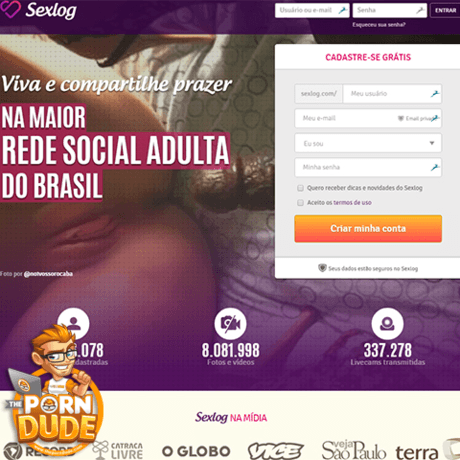 Sexlog
Usuário ou e-mail
Senha
ENTRAR
Esqueceu sua senha?
Viva e compartilhe prazer
NA MAIOR
REDE SOCIAL ADULTA
DO BRASIL
CADASTRE-SE GRÁTIS
sexlog.com/
Meu usuário
Meu e-mail
Email
Eu sou
Minha senha
Quero receber dicas e novidades do Sexlog
Aceito os termos de uso
Criar minha conta
Seus dados estão seguros no Sexlog
Foto por @noivossorocaba
.078
8.081.998
337.278
Fotos e vídeos
Livecams transmitidas
THE
PORN
DUDE
Sexlog NA MÍDIA
RECORD
CATRACA
LIVRE
O GLOBO
VICE
veja
São PAULO
terra